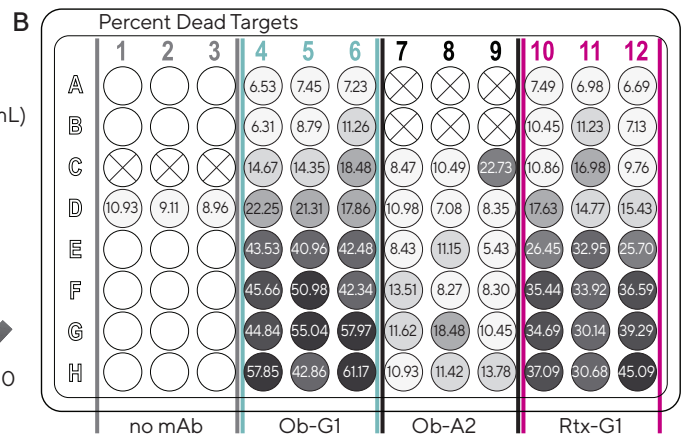 B Percent Dead Targets
1 2 3 4 5 6 7 8 9 10 11 12
A 6.53 7.45 7.23 7.49 6.98 6.69
nL)
B 6.31 8.79 11.26 10.45 11.23 7.13
C 14.67 14.35 18.48 8.47 10.49 22.73 10.86 16.98 9.76
D 10.93 9.11 8.96 22.25 21.31 17.86 10.98 7.08 8.35 17.63 14.77 15.43
E 43.53 40.96 42.48 8.43 11.15 5.43 26.45 32.95 25.70
F 45.66 50.98 42.34 13.51 8.27 8.30 35.44 33.92 36.59
G 44.84 55.04 57.97 11.62 18.48 10.45 34.69 30.14 39.29
H 57.85 42.86 61.17 10.93 11.42 13.78 37.09 30.68 45.09
0
no mAb Ob-G1 Ob-A2 Rtx-G1